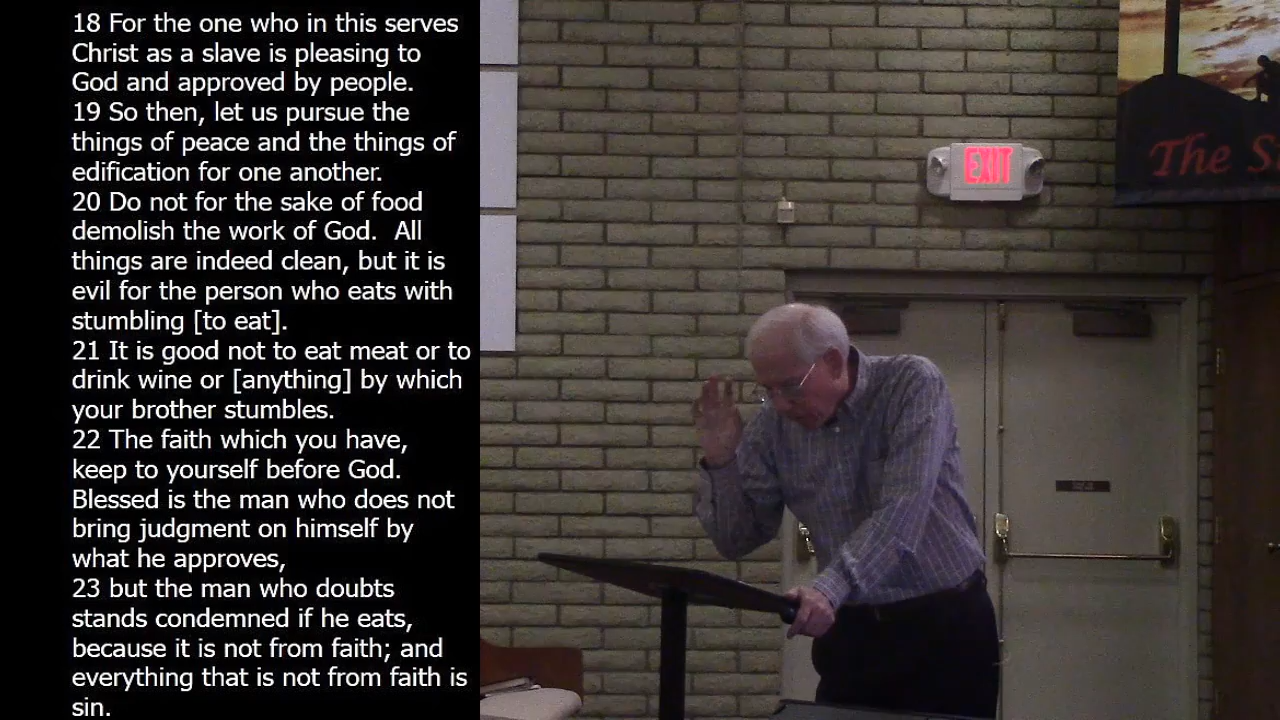 18 For the one who in this serves
Christ as a slave is pleasing to
God and approved by people.
19 So then, let us pursue the
things of peace and the things of
edification for one another.
20 Do not for the sake of food
demolish the work of God.  All
things are indeed clean, but it is
evil for the person who eats with
stumbling [to eat].
21 It is good not to eat meat or to
drink wine or [anything] by which
your brother stumbles.
22 The faith which you have,
keep to yourself before God.
Blessed is the man who does not
bring judgment on himself by
what he approves,
23 but the man who doubts
stands condemned if he eats,
because it is not from faith; and
everything that is not from faith is
sin.
EXIT
The S